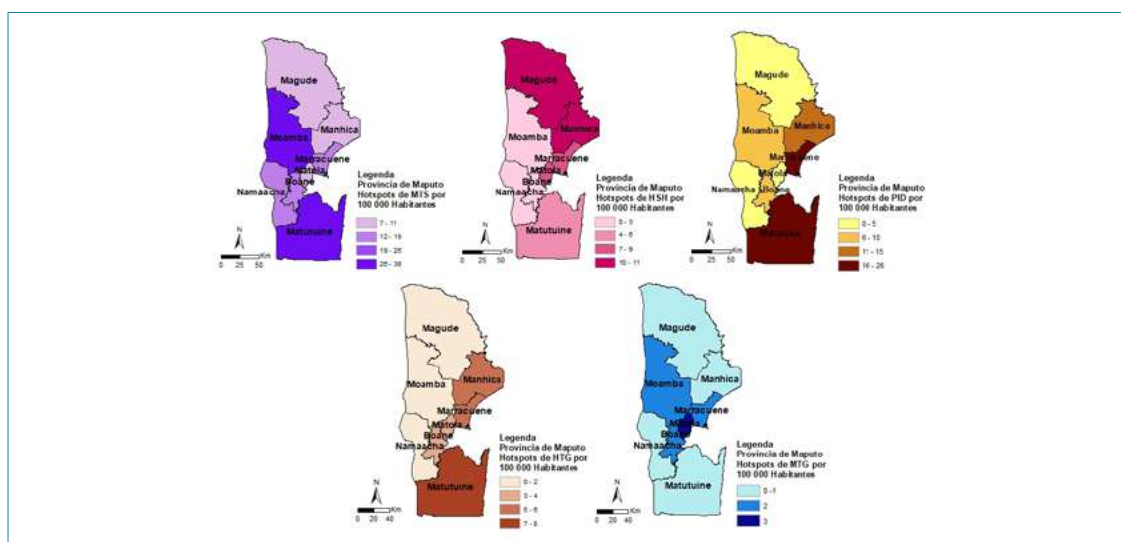 Magude
Moamba
Manhica
Marracuene
Matola
Boane
Namaacha
Matutuine
Legenda
Provincia de Maputo
Hotspots de MTS por
100 000 Habitantes
7 - 11
12 - 18
19 - 25
26 - 38
N
0 25 50
Km
Magude
Moamba
Manhica
Marracuene
Matola
Boane
Namaacha
Matutuine
Legenda
Provincia de Maputo
Hotspots de HSH por
100 000 Habitantes
0 - 3
4 - 6
7 - 9
10 - 11
N
0 25 50
Km
Magude
Moamba
Manhica
Marracuene
Matola
Namaacha
Boane
Matutuine
Legenda
Provincia de Maputo
Hotspots de PID por
100 000 Habitantes
0 - 5
6 - 10
11 - 15
16 - 26
N
0 25 50
Km
Magude
Moamba
Manhica
Marracuene
Matola
Boane
Namaacha
Matutuine
Legenda
Provincia de Maputo
Hotspots de HTG por
100 000 Habitantes
0 - 2
3 - 4
5 - 6
7 - 8
N
0 20 40
Km
Magude
Moamba
Manhica
Marracuene
Matola
Boane
Namaacha
Matutuine
Legenda
Provincia de Maputo
Hotspots de MTG por
100 000 Habitantes
0 - 1
2
3
N
0 20 40
Km